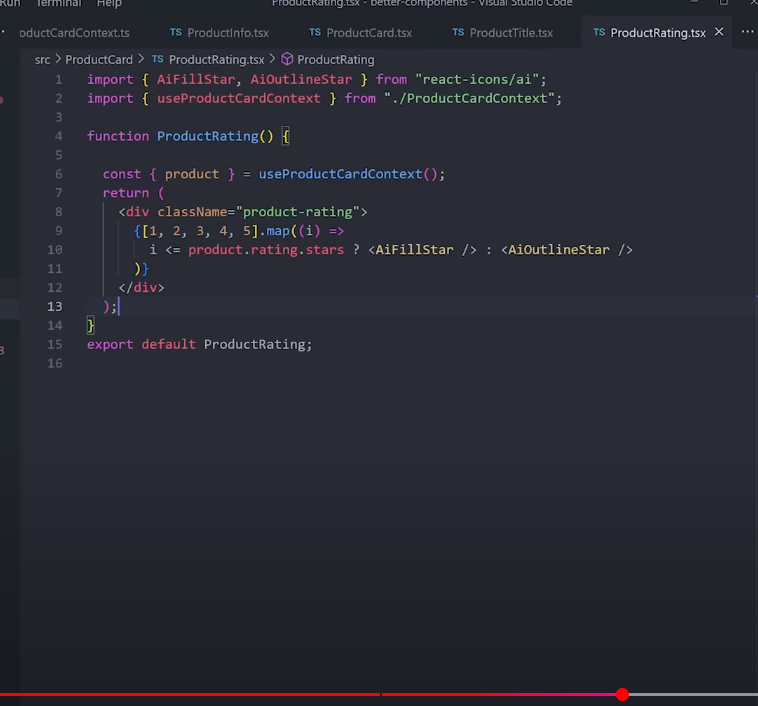 Run Terminal Help ProductRating.tsx - better-components - Visual Studio Code
oductCardContext.ts TS ProductInfo.tsx TS ProductCard.tsx TS ProductTitle.tsx TS ProductRating.tsx ✕ ···
src > ProductCard > TS ProductRating.tsx > ProductRating
1 import { AiFillStar, AiOutlineStar } from "react-icons/ai";
2 import { useProductCardContext } from "./ProductCardContext";
3
4 function ProductRating() {
5
6 const { product } = useProductCardContext();
7 return (
8 <div className="product-rating">
9 {[1, 2, 3, 4, 5].map((i) =>
10 i <= product.rating.stars ? <AiFillStar /> : <AiOutlineStar />
11 )}
12 </div>
13 );
14 }
15 export default ProductRating;
16